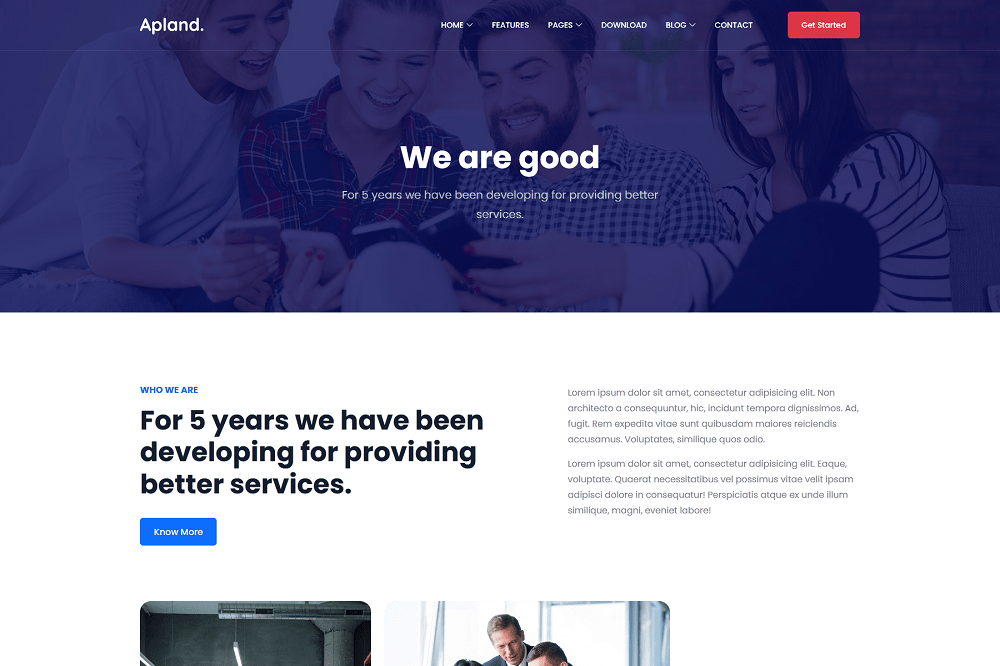 Apland.
HOME FEATURES PAGES DOWNLOAD BLOG CONTACT Get Started
We are good
For 5 years we have been developing for providing better
services.
WHO WE ARE
For 5 years we have been
developing for providing
better services.
Know More
Lorem ipsum dolor sit amet, consectetur adipisicing elit. Non
architecto a consequuntur, hic, incidunt tempora dignissimos. Ad,
fugit. Rem expedita vitae sunt quibusdam maiores reiciendis
accusamus. Voluptates, similique quos odio.
Lorem ipsum dolor sit amet, consectetur adipisicing elit. Eaque,
voluptate. Quaerat necessitatibus vel possimus vitae velit ipsam
adipisci dolore in consequatur! Perspiciatis atque ex unde illum
similique, magni, eveniet labore!